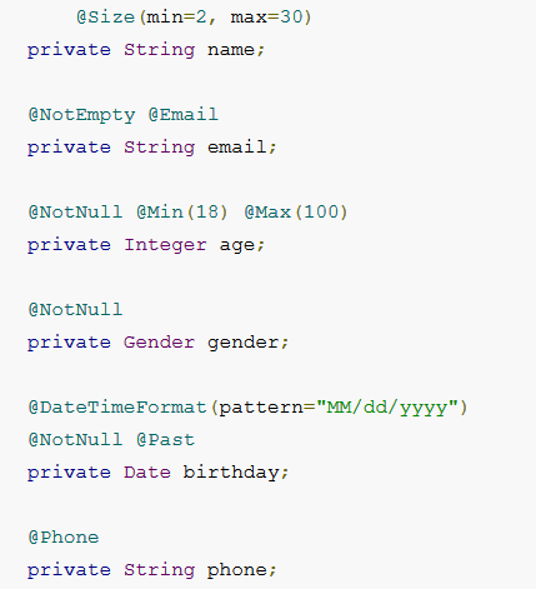 @Size(min=2, max=30)
private String name;
@NotEmpty @Email
private String email;
@NotNull @Min(18) @Max(100)
private Integer age;
@NotNull
private Gender gender;
@DateTimeFormat(pattern="MM/dd/yyyy")
@NotNull @Past
private Date birthday;
@Phone
private String phone;